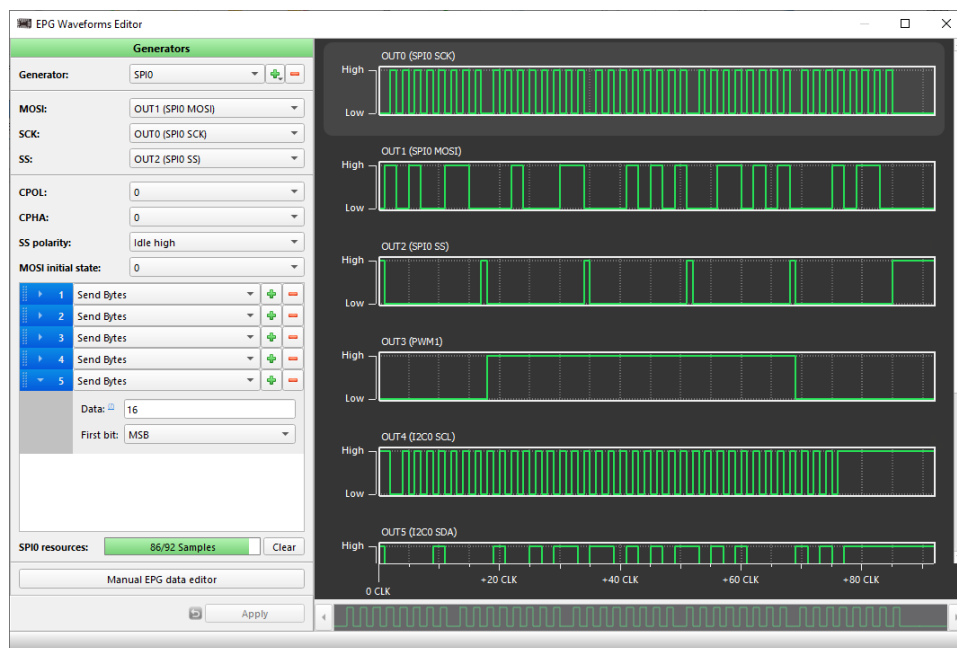 EPG Waveforms Editor
Generators
Generator: SPI0
MOSI: OUT1 (SPI0 MOSI)
SCK: OUT0 (SPI0 SCK)
SS: OUT2 (SPI0 SS)
CPOL: 0
CPHA: 0
SS polarity: Idle high
MOSI initial state: 0
1 Send Bytes
2 Send Bytes
3 Send Bytes
4 Send Bytes
5 Send Bytes
Data: 16
First bit: MSB
SPI0 resources: 86/92 Samples Clear
Manual EPG data editor
Apply
OUT0 (SPI0 SCK)
High
Low
OUT1 (SPI0 MOSI)
High
Low
OUT2 (SPI0 SS)
High
Low
OUT3 (PWM1)
High
Low
OUT4 (I2C0 SCL)
High
Low
OUT5 (I2C0 SDA)
High
+20 CLK +40 CLK +60 CLK +80 CLK
0 CLK